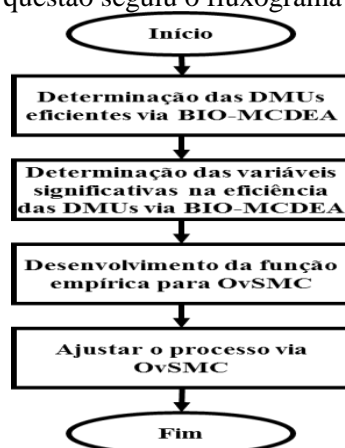 questão seguiu o fluxograma
Início
Determinação das DMUs
eficientes via BIO-MCDEA
Determinação das variáveis
significativas na eficiência
das DMUs via BIO-MCDEA
Desenvolvimento da função
empírica para OvSMC
Ajustar o processo via
OvSMC
Fim